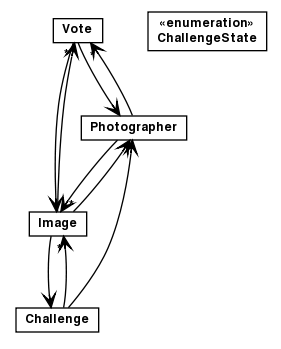 Vote
«enumeration»
ChallengeState
*
*
Photographer
*
*
Image
*
Challenge